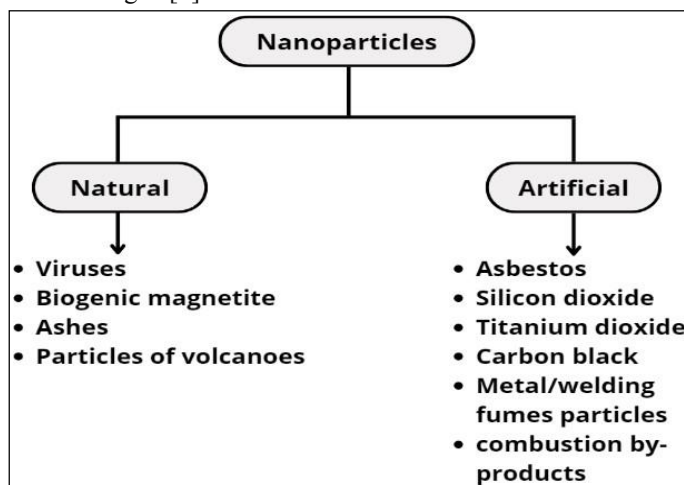 Nanoparticles
Natural
Artificial
• Viruses
• Biogenic magnetite
• Ashes
• Particles of volcanoes
• Asbestos
• Silicon dioxide
• Titanium dioxide
• Carbon black
• Metal/welding
fumes particles
• combustion by-
products